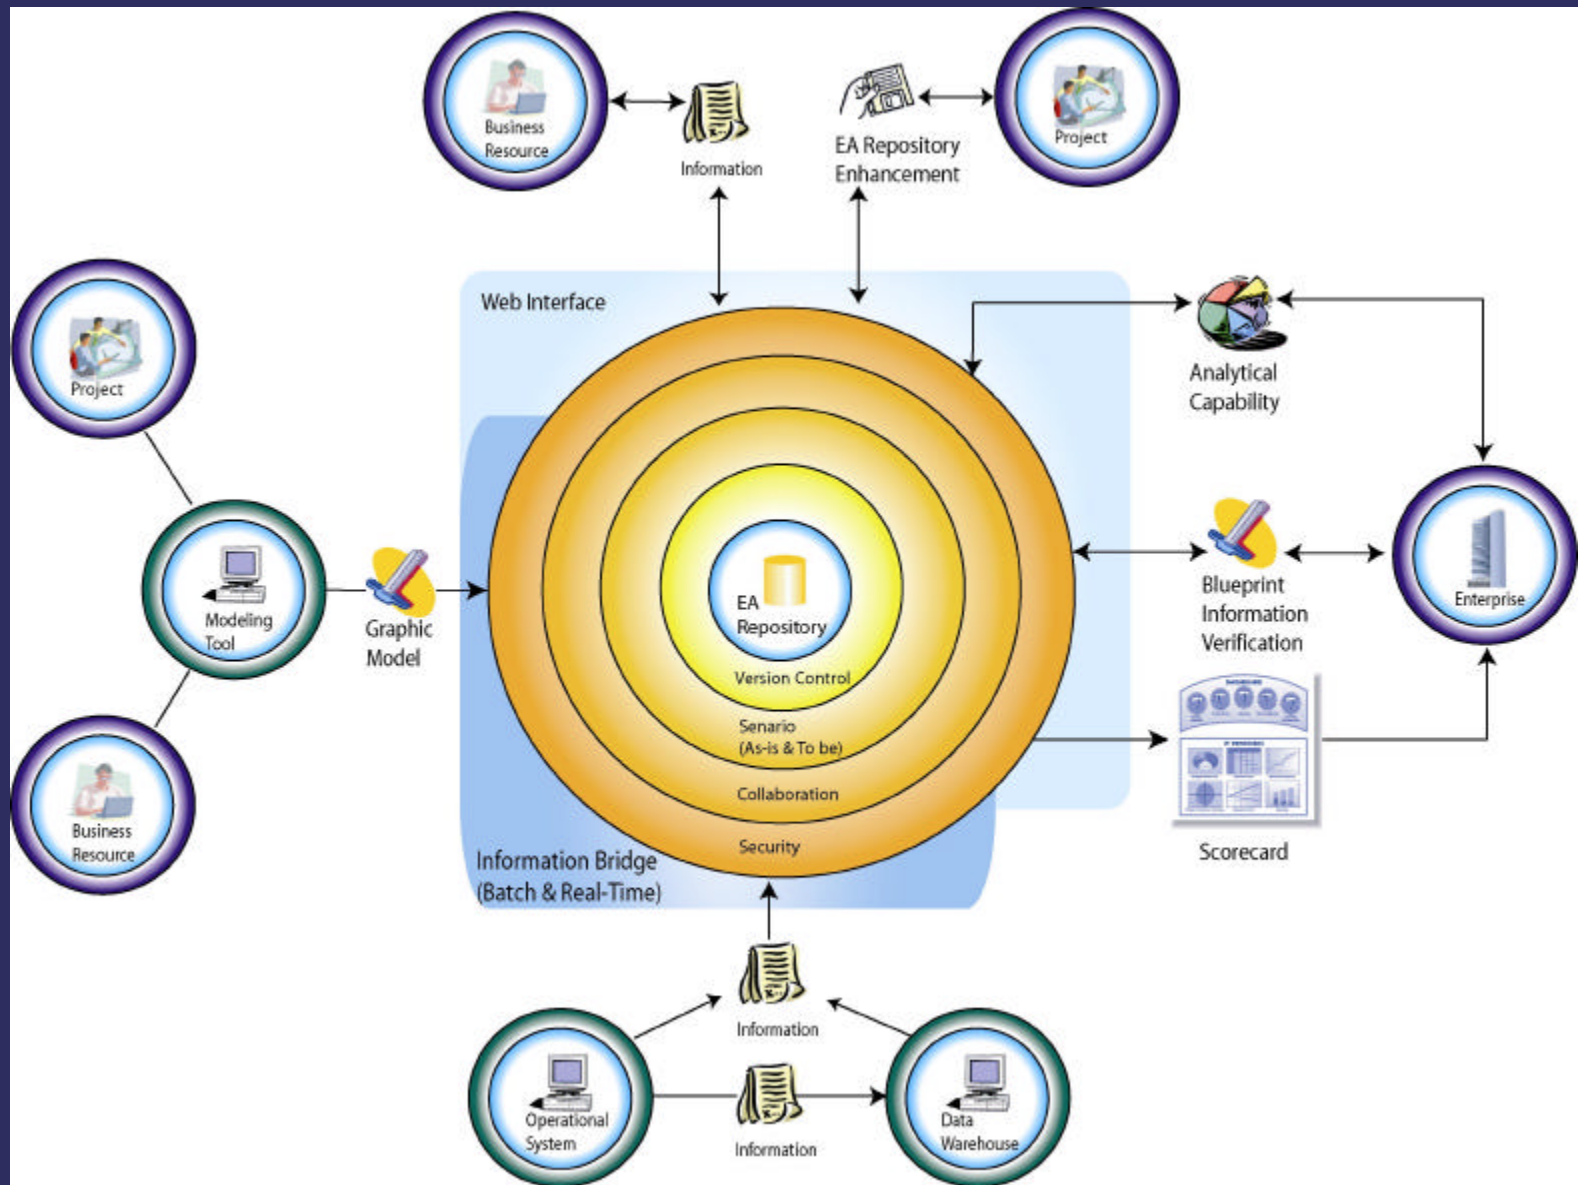 Business
Resource
Information
EA Repository
Enhancement
Project
Web Interface
Project
Analytical
Capability
Modeling
Tool
Graphic
Model
EA
Repository
Version Control
Senario
(As-is & To be)
Collaboration
Security
Blueprint
Information
Verification
Enterprise
Business
Resource
Information Bridge
(Batch & Real-Time)
Scorecard
Information
Operational
System
Information
Data
Warehouse